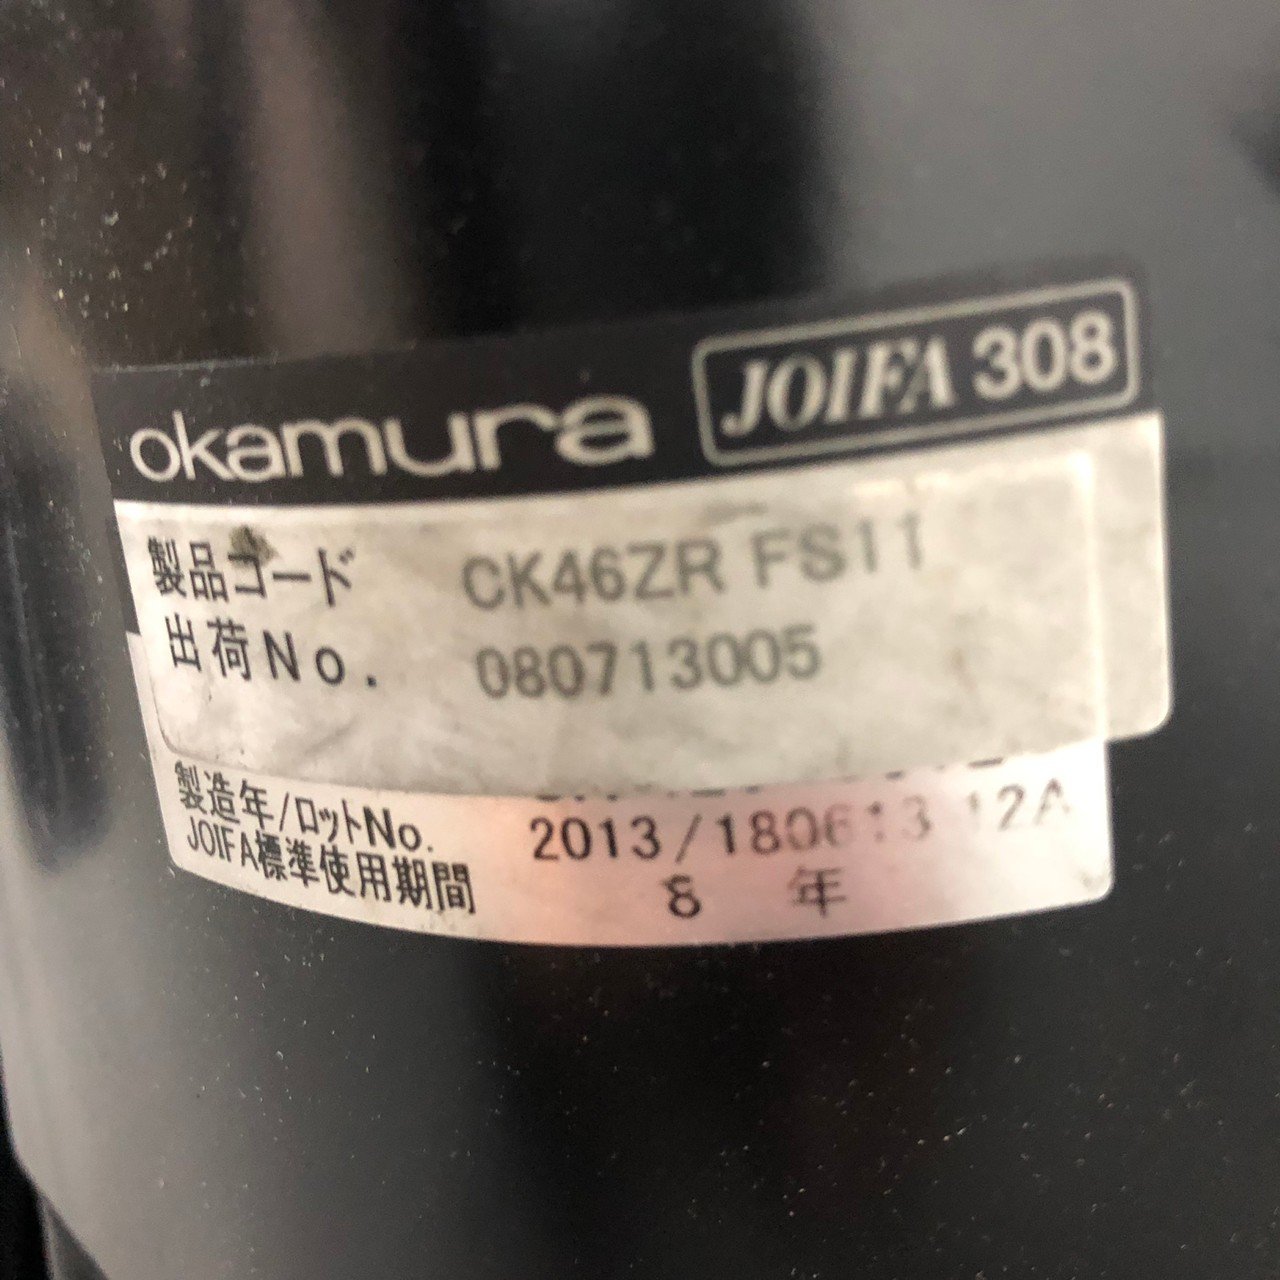 okamura JOIFA 308
製品コード CK46ZR FS11
出荷No. 080713005
製造年/ロットNo. 2013/180613 12A
JOIFA標準使用期間 8 年